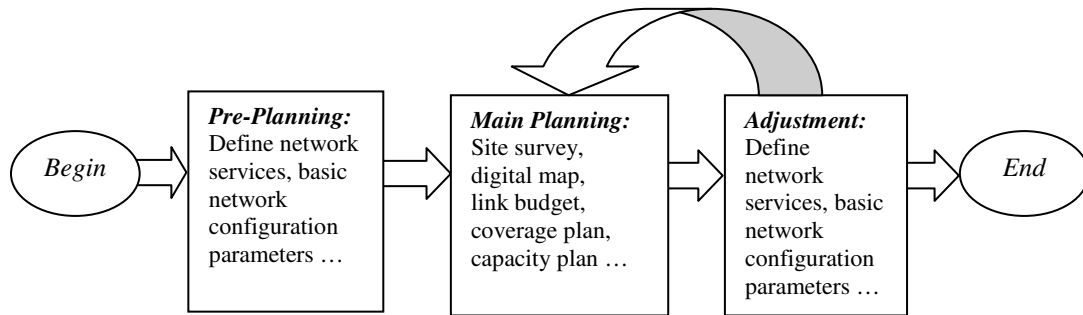 Begin
Pre-Planning:
Define network
services, basic
network
configuration
parameters …
Main Planning:
Site survey,
digital map,
link budget,
coverage plan,
capacity plan …
Adjustment:
Define
network
services, basic
network
configuration
parameters …
End